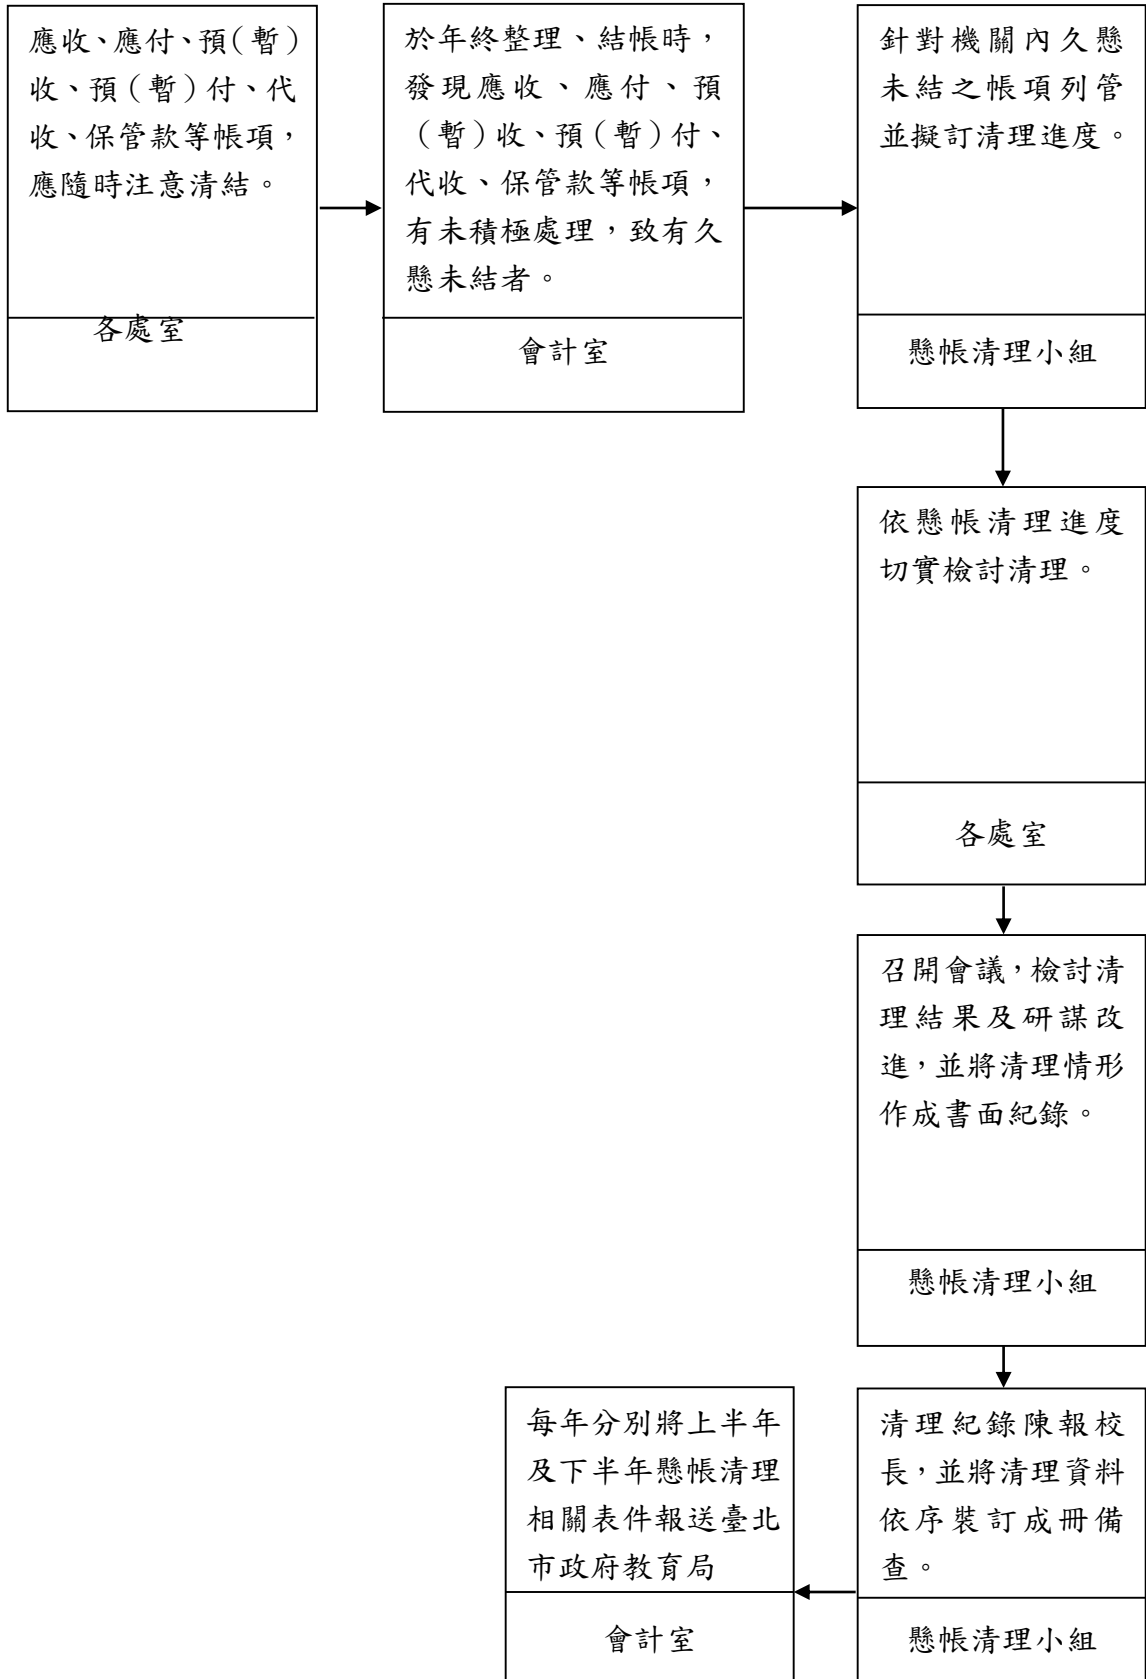 應收、應付、預(暫)
收、預(暫)付、代
收、保管款等帳項,
應隨時注意清結。
各處室
於年終整理、結帳時,
發現應收、應付、預
(暫)收、預(暫)付、
代收、保管款等帳項,
有未積極處理,致有久
懸未結者。
會計室
針對機關內久懸
未結之帳項列管
並擬訂清理進度。
懸帳清理小組
依懸帳清理進度
切實檢討清理。
各處室
召開會議,檢討清
理結果及研謀改
進,並將清理情形
作成書面紀錄。
懸帳清理小組
清理紀錄陳報校
長,並將清理資料
依序裝訂成冊備
查。
懸帳清理小組
每年分別將上半年
及下半年懸帳清理
相關表件報送臺北
市政府教育局
會計室